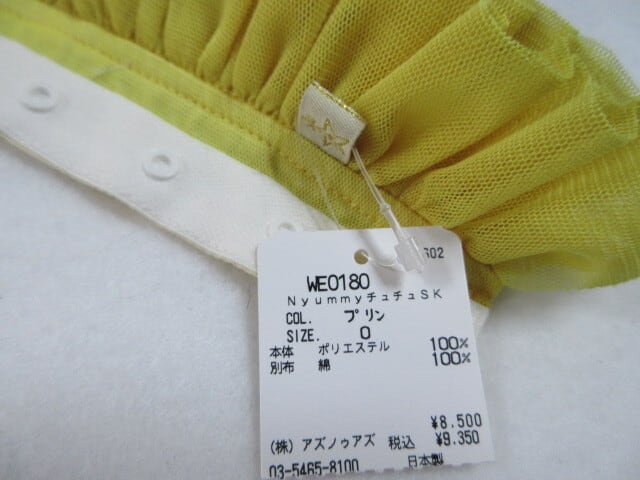 602
WE0180
NyummyチュチュSK
COL. プリン
SIZE. 0
本体 ポリエステル 100%
別布 綿 100%
¥8.500
(株)アズノゥアズ 税込 ¥9.350
03-5465-8100 日本製